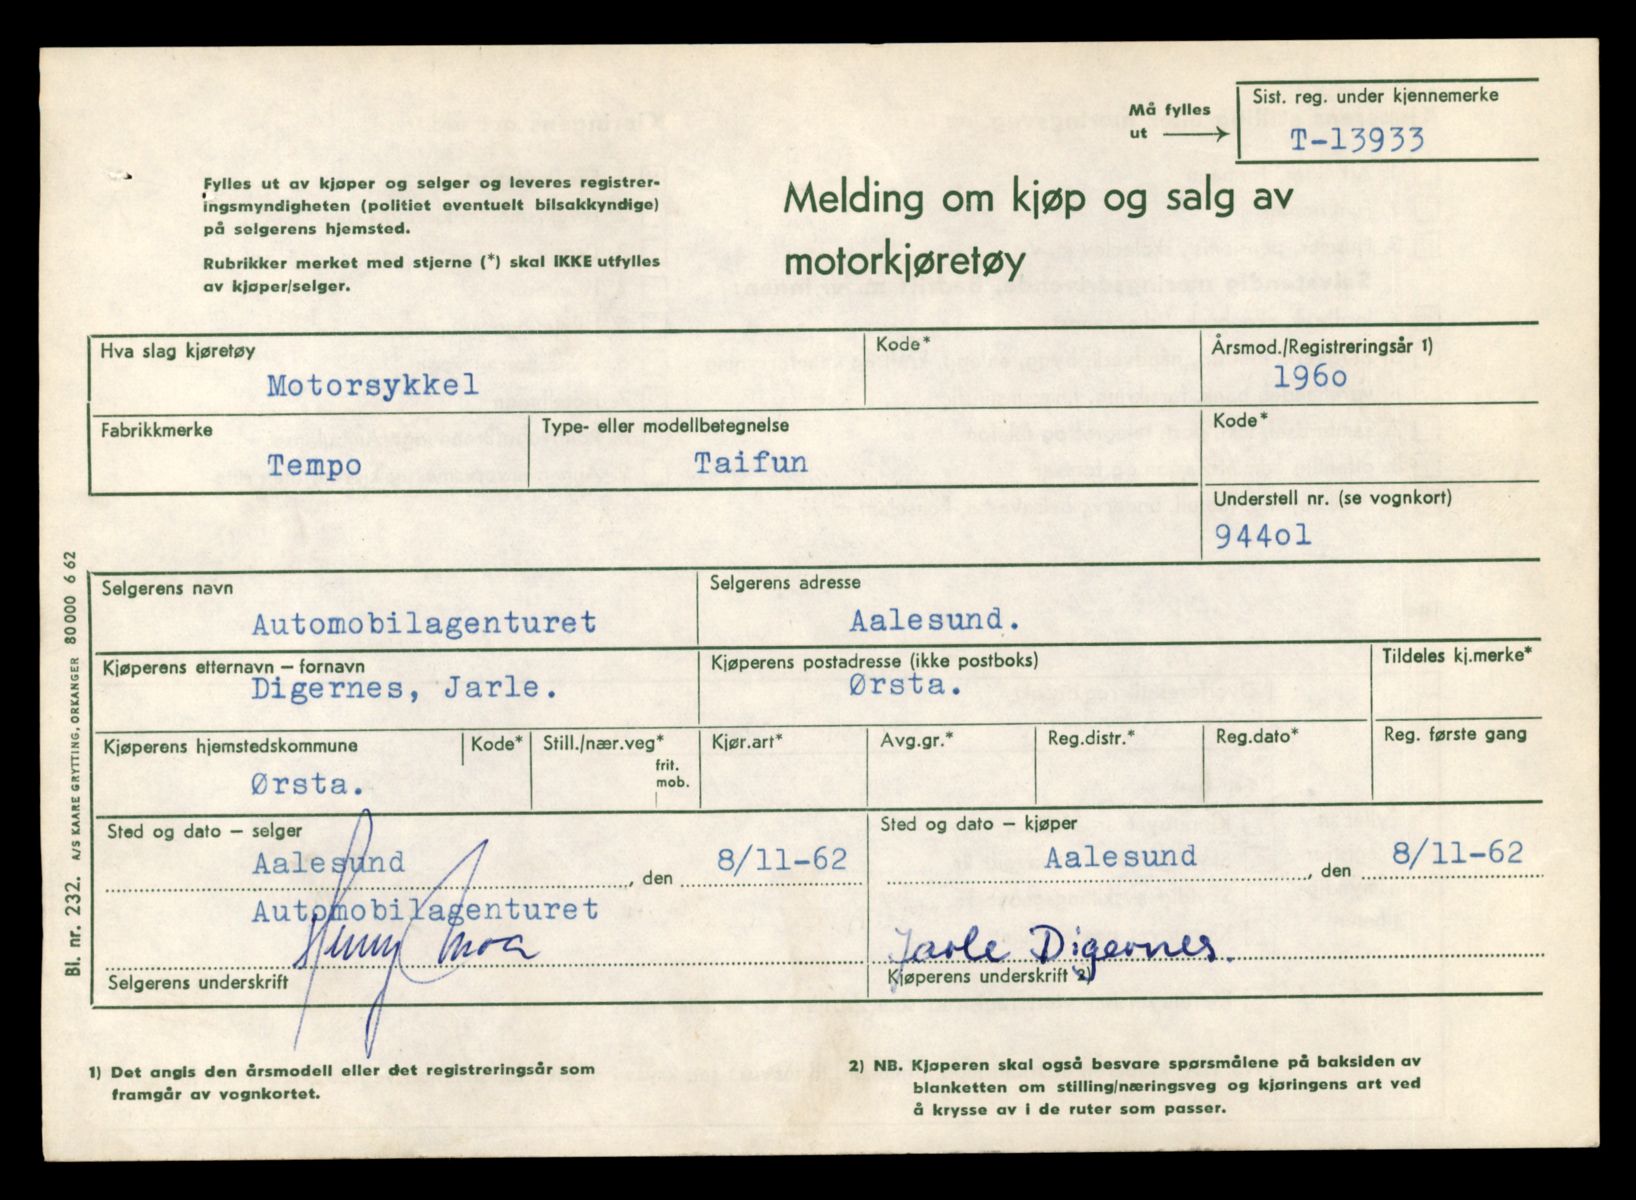 Må fylles
ut
Sist. reg. under kjennemerke
T-13933
Fylles ut av kjøper og selger og leveres registrer-
ingsmyndigheten (politiet eventuelt bilsakkyndige)
på selgerens hjemsted.
Rubrikker merket med stjerne (*) skal IKKE utfylles
av kjøper/selger.
Melding om kjøp og salg av
motorkjøretøy
Hva slag kjøretøy
Motorsykkel
Kode*
Årsmod./Registreringsår 1)
196o
Fabrikkmerke
Tempo
Type- eller modellbetegnelse
Taifun
Kode*
Understell nr. (se vognkort)
944o1
Selgerens navn
Automobilagenturet
Selgerens adresse
Aalesund.
Kjøperens etternavn – fornavn
Digernes, Jarle.
Kjøperens postadresse (ikke postboks)
Ørsta.
Tildeles kj.merke*
Kjøperens hjemstedskommune
Ørsta.
Kode*
Still./nær.veg*
frit.
mob.
Kjør.art*
Avg.gr.*
Reg.distr.*
Reg.dato*
Reg. første gang
Sted og dato – selger
Aalesund, den 8/11-62
Automobilagenturet
Selgerens underskrift
Sted og dato – kjøper
Aalesund, den 8/11-62
Jarle Digernes.
Kjøperens underskrift 2)
Bl. nr. 232. A/S KAARE GRYTTING, ORKANGER 80000 6 62
1) Det angis den årsmodell eller det registreringsår som
framgår av vognkortet.
2) NB. Kjøperen skal også besvare spørsmålene på baksiden av
blanketten om stilling/næringsveg og kjøringens art ved
å krysse av i de ruter som passer.